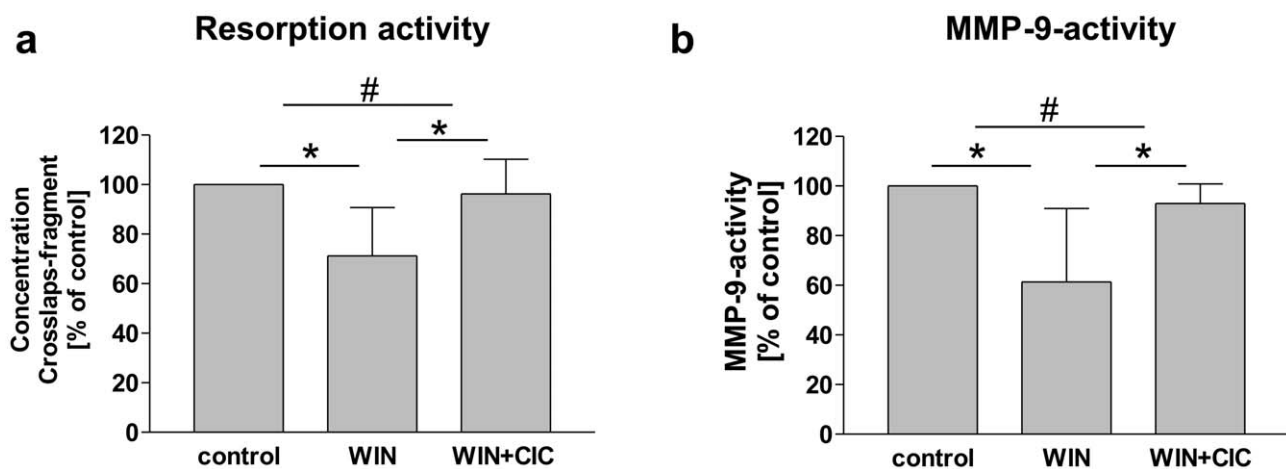 a
Resorption activity
#
*
*
Concentration
Crosslaps-fragment
[% of control]
120
100
80
60
40
20
0
control
WIN
WIN+CIC
b
MMP-9-activity
#
*
*
MMP-9-activity
[% of control]
120
100
80
60
40
20
0
control
WIN
WIN+CIC